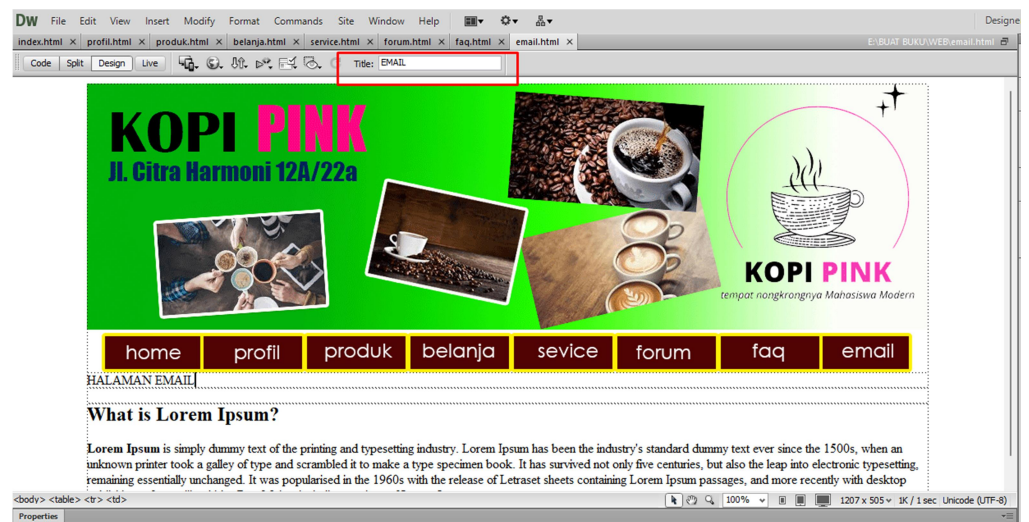 DW File Edit View Insert Modify Format Commands Site Window Help Designe
index.html × profil.html × produk.html × belanja.html × service.html × forum.html × faq.html × email.html × E:\BUAT BUKU\WEB\email.html
Code Split Design Live Title: EMAIL
KOPI PINK
Jl. Citra Harmoni 12A/22a
KOPI PINK
tempat nongkrongnya Mahasiswa Modern
home profil produk belanja sevice forum faq email
HALAMAN EMAIL
What is Lorem Ipsum?
Lorem Ipsum is simply dummy text of the printing and typesetting industry. Lorem Ipsum has been the industry's standard dummy text ever since the 1500s, when an
unknown printer took a galley of type and scrambled it to make a type specimen book. It has survived not only five centuries, but also the leap into electronic typesetting,
remaining essentially unchanged. It was popularised in the 1960s with the release of Letraset sheets containing Lorem Ipsum passages, and more recently with desktop
<body> <table> <tr> <td> 100% 1207 x 505 1K / 1 sec Unicode (UTF-8)
Properties